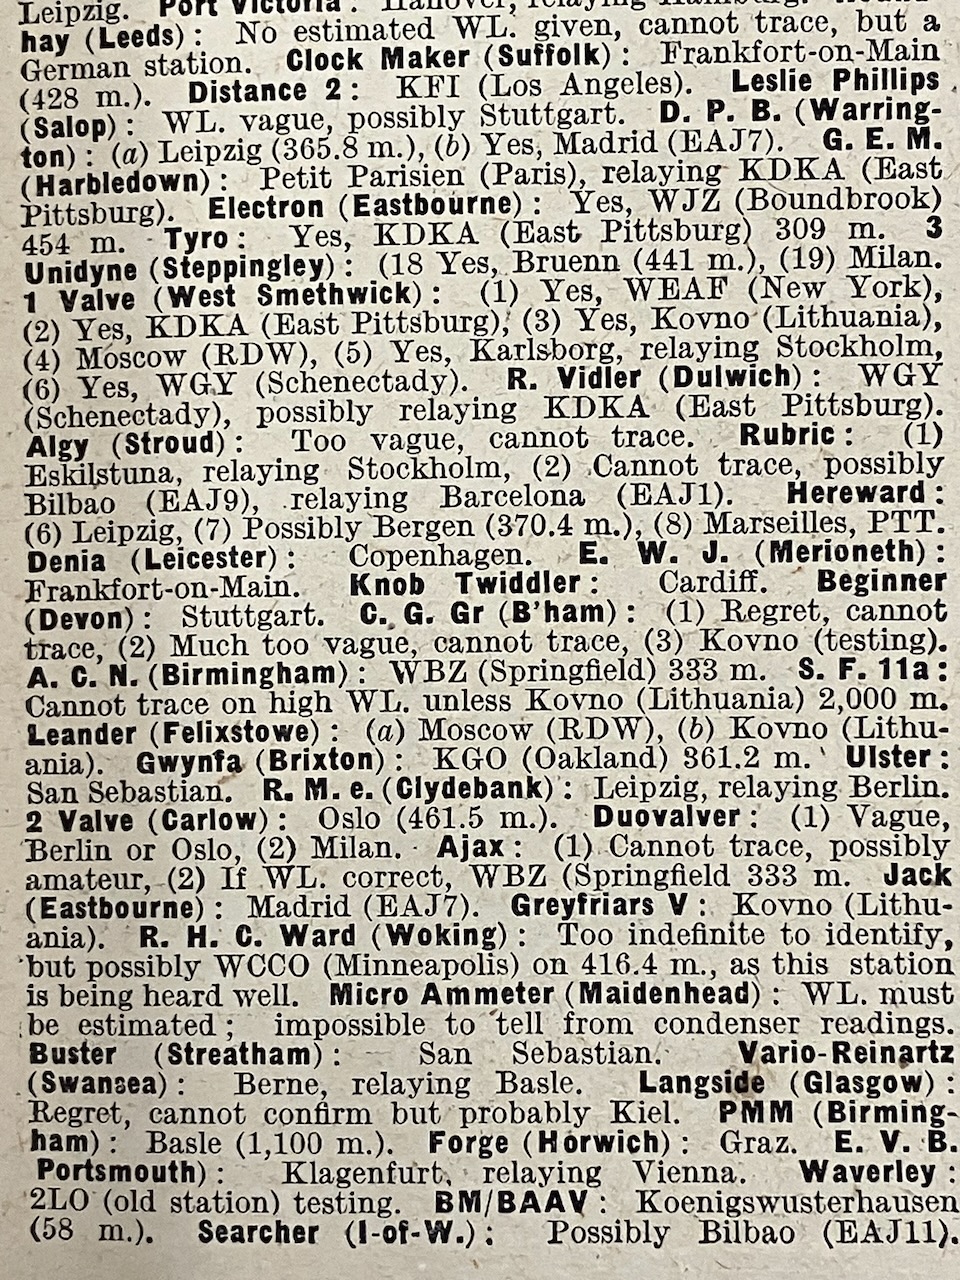 Leipzig. Port Victoria: Hanover, relaying Hamburg.
hay (Leeds): No estimated WL. given, cannot trace, but a
German station. Clock Maker (Suffolk): Frankfort-on-Main
(428 m.). Distance 2: KFI (Los Angeles). Leslie Phillips
(Salop): WL. vague, possibly Stuttgart. D. P. B. (Warring-
ton): (a) Leipzig (365.8 m.), (b) Yes, Madrid (EAJ7). G. E. M.
(Harbledown): Petit Parisien (Paris), relaying KDKA (East
Pittsburg). Electron (Eastbourne): Yes, WJZ (Boundbrook)
454 m. Tyro: Yes, KDKA (East Pittsburg) 309 m. 3
Unidyne (Steppingley): (18 Yes, Bruenn (441 m.), (19) Milan.
1 Valve (West Smethwick): (1) Yes, WEAF (New York),
(2) Yes, KDKA (East Pittsburg), (3) Yes, Kovno (Lithuania),
(4) Moscow (RDW), (5) Yes, Karlsborg, relaying Stockholm,
(6) Yes, WGY (Schenectady). R. Vidler (Dulwich): WGY
(Schenectady), possibly relaying KDKA (East Pittsburg).
Algy (Stroud): Too vague, cannot trace. Rubric: (1)
Eskilstuna, relaying Stockholm, (2) Cannot trace, possibly
Bilbao (EAJ9), relaying Barcelona (EAJ1). Hereward:
(6) Leipzig, (7) Possibly Bergen (370.4 m.), (8) Marseilles, PTT.
Denia (Leicester): Copenhagen. E. W. J. (Merioneth):
Frankfort-on-Main. Knob Twiddler: Cardiff. Beginner
(Devon): Stuttgart. C. G. Gr (B'ham): (1) Regret, cannot
trace, (2) Much too vague, cannot trace, (3) Kovno (testing).
A. C. N. (Birmingham): WBZ (Springfield) 333 m. S. F. 11a:
Cannot trace on high WL. unless Kovno (Lithuania) 2,000 m.
Leander (Felixstowe): (a) Moscow (RDW), (b) Kovno (Lithu-
ania). Gwynfa (Brixton): KGO (Oakland) 361.2 m. Ulster:
San Sebastian. R. M. e. (Clydebank): Leipzig, relaying Berlin.
2 Valve (Carlow): Oslo (461.5 m.). Duovalver: (1) Vague,
Berlin or Oslo, (2) Milan. Ajax: (1) Cannot trace, possibly
amateur, (2) If WL. correct, WBZ (Springfield 333 m. Jack
(Eastbourne): Madrid (EAJ7). Greyfriars V: Kovno (Lithu-
ania). R. H. C. Ward (Woking): Too indefinite to identify,
but possibly WCCO (Minneapolis) on 416.4 m., as this station
is being heard well. Micro Ammeter (Maidenhead): WL. must
be estimated; impossible to tell from condenser readings.
Buster (Streatham): San Sebastian. Vario-Reinartz
(Swansea): Berne, relaying Basle. Langside (Glasgow):
Regret, cannot confirm but probably Kiel. PMM (Birming-
ham): Basle (1,100 m.). Forge (Horwich): Graz. E. V. B.
Portsmouth): Klagenfurt, relaying Vienna. Waverley:
2LO (old station) testing. BM/BAAV: Koenigswusterhausen
(58 m.). Searcher (I-of-W.): Possibly Bilbao (EAJ11).